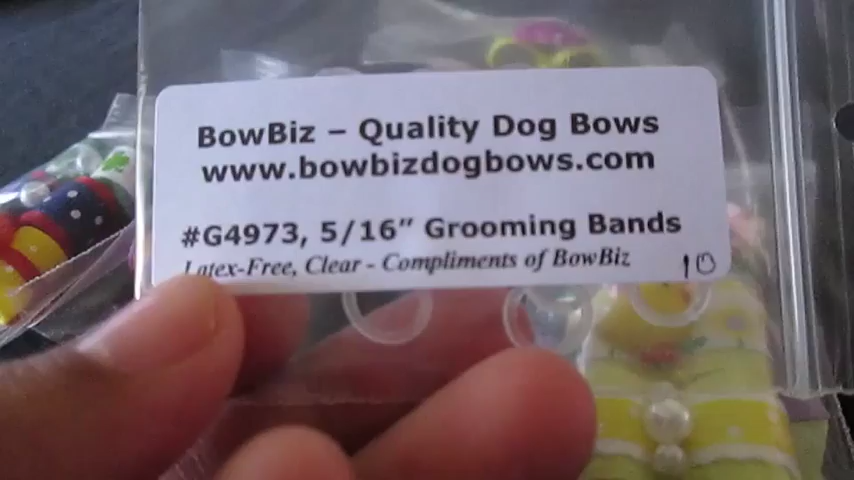 BowBiz – Quality Dog Bows
www.bowbizdogbows.com
#G4973, 5/16” Grooming Bands
Latex-Free, Clear - Compliments of BowBiz 10